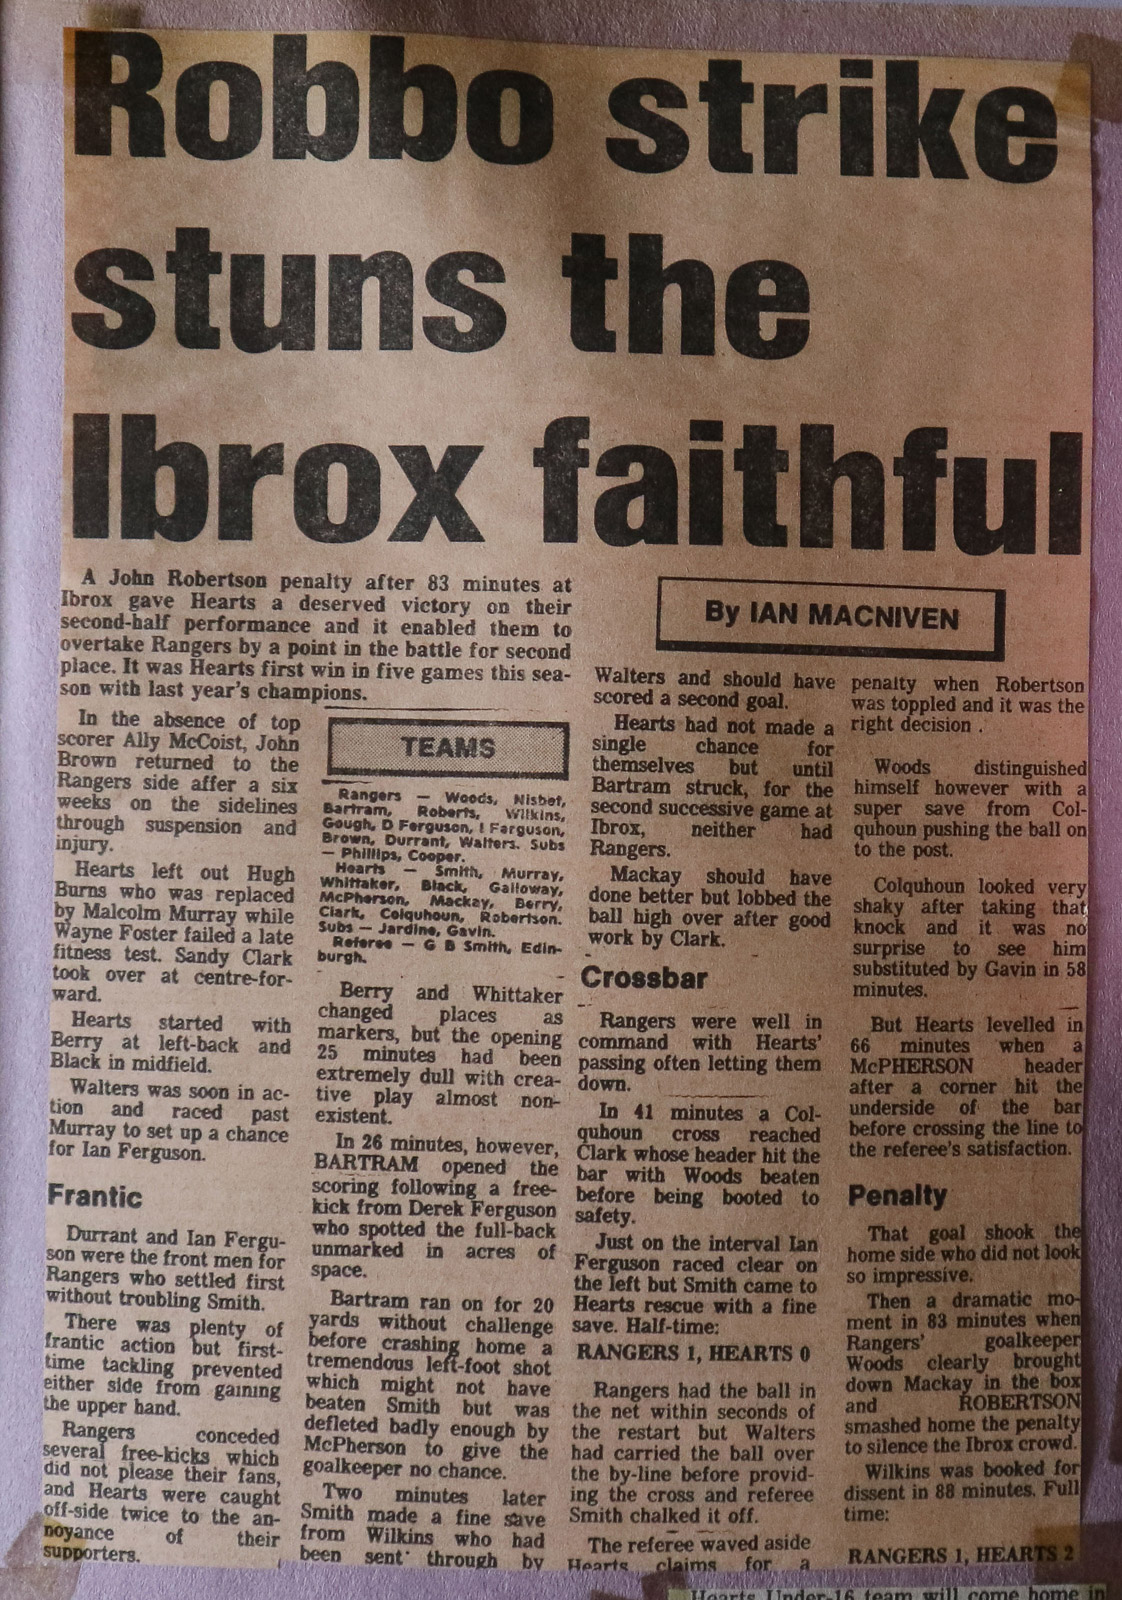 Robbo strike
stuns the
Ibrox faithful
A John Robertson penalty after 83 minutes at
Ibrox gave Hearts a deserved victory on their
second-half performance and it enabled them to
overtake Rangers by a point in the battle for second
place. It was Hearts first win in five games this sea-
son with last year's champions.
By IAN MACNIVEN
In the absence of top
scorer Ally McCoist, John
Brown returned to the
Rangers side affer a six
weeks on the sidelines
through suspension and
injury.
Hearts left out Hugh
Burns who was replaced
by Malcolm Murray while
Wayne Foster failed a late
fitness test. Sandy Clark
took over at centre-for-
ward.
Hearts started with
Berry at left-back and
Black in midfield.
Walters was soon in ac-
tion and raced past
Murray to set up a chance
for Ian Ferguson.
Frantic
Durrant and Ian Fergu-
son were the front men for
Rangers who settled first
without troubling Smith.
There was plenty of
frantic action but first-
time tackling prevented
either side from gaining
the upper hand.
Rangers conceded
several free-kicks which
did not please their fans,
and Hearts were caught
off-side twice to the an-
noyance of their
supporters.
TEAMS
Rangers — Woods, Nisbet,
Bartram, Roberts, Wilkins,
Gough, D Ferguson, I Ferguson,
Brown, Durrant, Walters. Subs
— Phillips, Cooper.
Hearts — Smith, Murray,
Whittaker, Black, Galloway,
McPherson, Mackay, Berry,
Clark, Colquhoun, Robertson.
Subs — Jardine, Gavin.
Referee — G B Smith, Edin-
burgh.
Berry and Whittaker
changed places as
markers, but the opening
25 minutes had been
extremely dull with crea-
tive play almost non-
existent.
In 26 minutes, however,
BARTRAM opened the
scoring following a free-
kick from Derek Ferguson
who spotted the full-back
unmarked in acres of
space.
Bartram ran on for 20
yards without challenge
before crashing home a
tremendous left-foot shot
which might not have
beaten Smith but was
defleted badly enough by
McPherson to give the
goalkeeper no chance.
Two minutes later
Smith made a fine save
from Wilkins who had
been sent through by
Walters and should have
scored a second goal.
Hearts had not made a
single chance for
themselves but until
Bartram struck, for the
second successive game at
Ibrox, neither had
Rangers.
Mackay should have
done better but lobbed the
ball high over after good
work by Clark.
Crossbar
Rangers were well in
command with Hearts'
passing often letting them
down.
In 41 minutes a Col-
quhoun cross reached
Clark whose header hit the
bar with Woods beaten
before being booted to
safety.
Just on the interval Ian
Ferguson raced clear on
the left but Smith came to
Hearts rescue with a fine
save. Half-time:
RANGERS 1, HEARTS 0
Rangers had the ball in
the net within seconds of
the restart but Walters
had carried the ball over
the by-line before provid-
ing the cross and referee
Smith chalked it off.
The referee waved aside
Hearts claims for a
penalty when Robertson
was toppled and it was the
right decision .
Woods distinguished
himself however with a
super save from Col-
quhoun pushing the ball on
to the post.
Colquhoun looked very
shaky after taking that
knock and it was no
surprise to see him
substituted by Gavin in 58
minutes.
But Hearts levelled in
66 minutes when a
McPHERSON header
after a corner hit the
underside of the bar
before crossing the line to
the referee's satisfaction.
Penalty
That goal shook the
home side who did not look
so impressive.
Then a dramatic mo-
ment in 83 minutes when
Rangers' goalkeeper
Woods clearly brought
down Mackay in the box
and ROBERTSON
smashed home the penalty
to silence the Ibrox crowd.
Wilkins was booked for
dissent in 88 minutes. Full
time:
RANGERS 1, HEARTS 2
Hearts Under-16 team will come home in